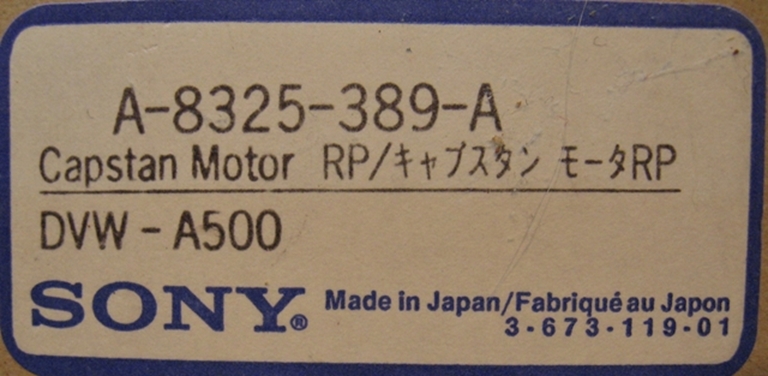 A-8325-389-A
Capstan Motor RP/キャプスタン モータRP
DVW-A500
SONY® Made in Japan/Fabriqué au Japon
3-673-119-01